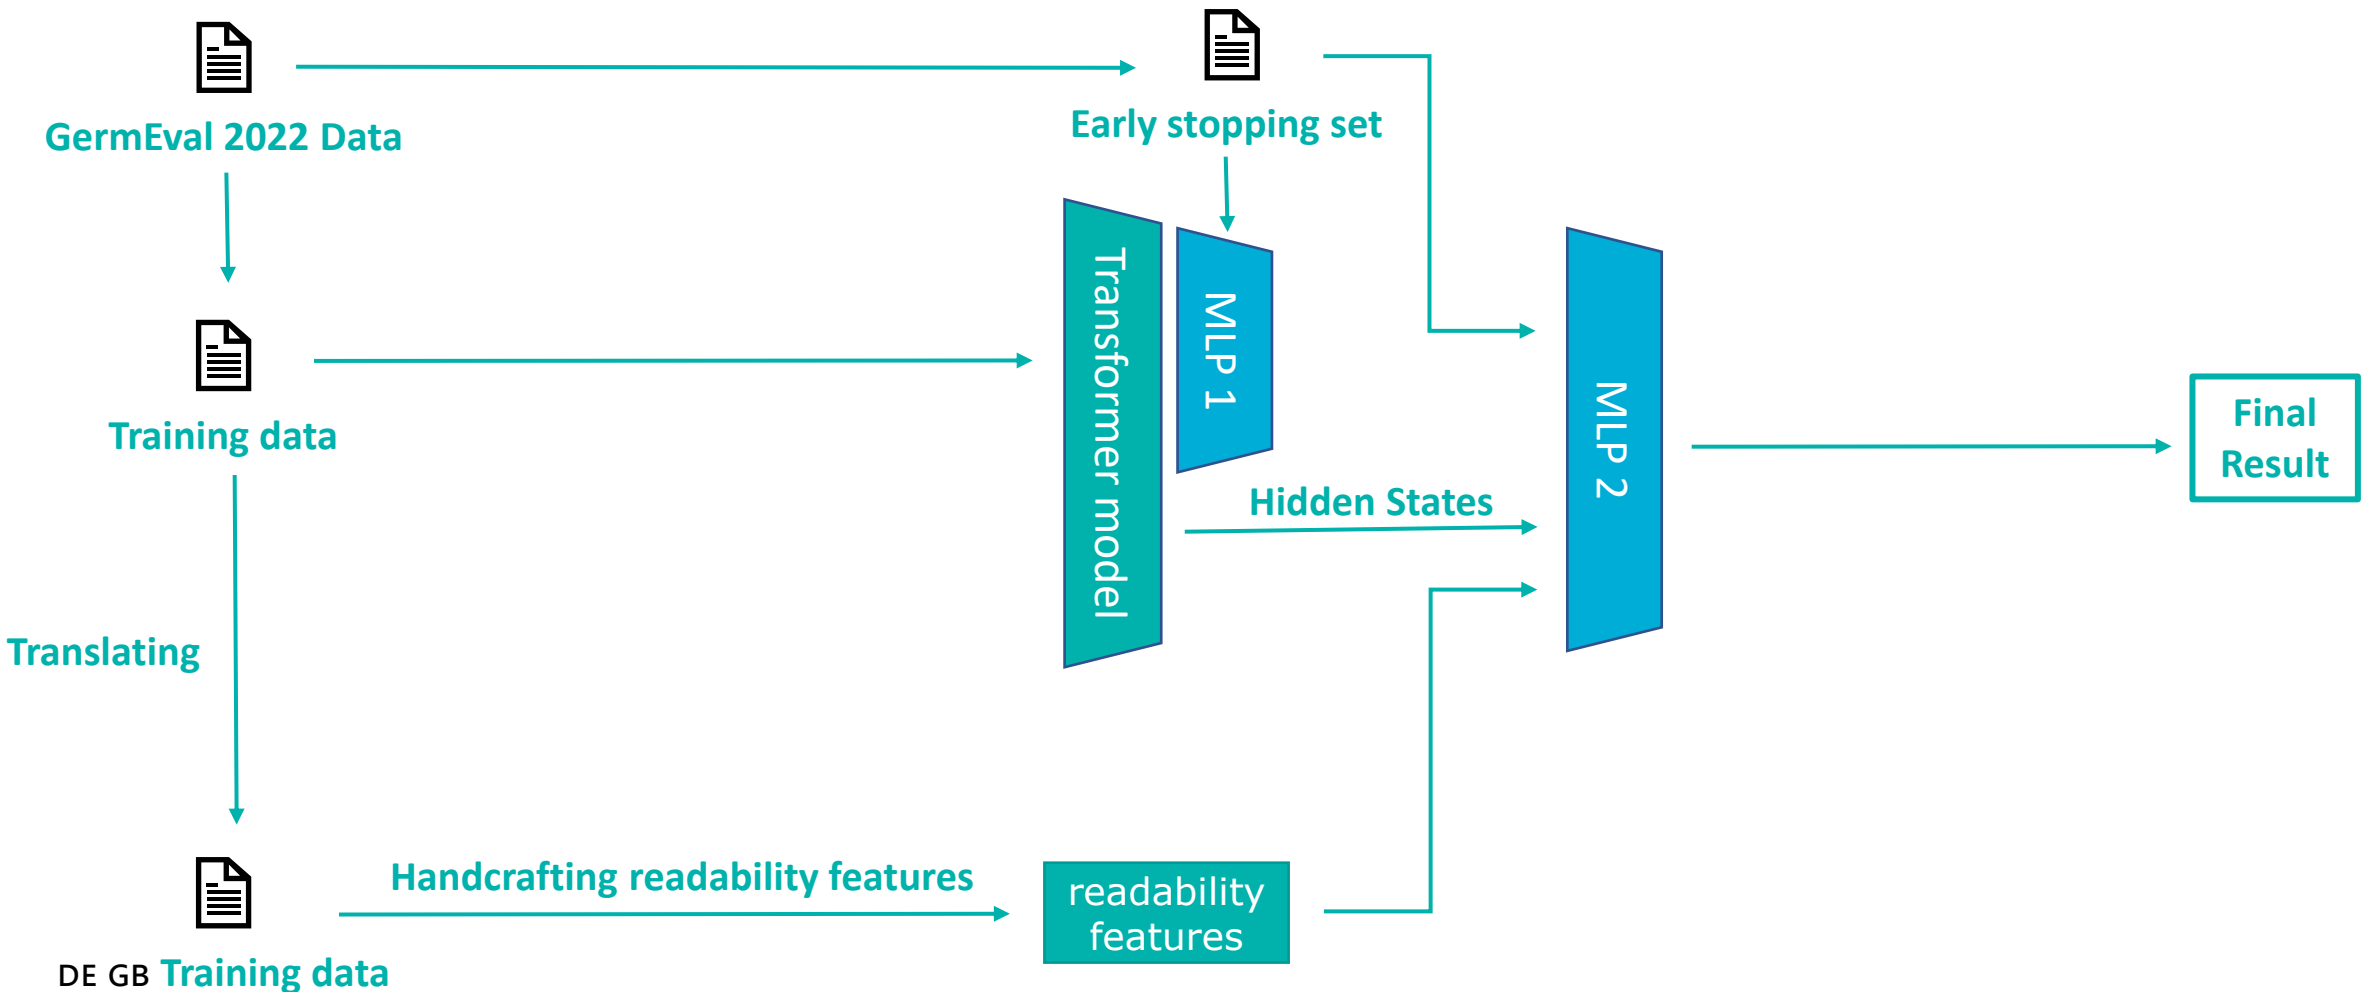 GermEval 2022 Data
Early stopping set
Transformer model
MLP 1
Training data
MLP 2
Final
Result
Hidden States
Translating
Handcrafting readability features
readability
features
DE GB Training data